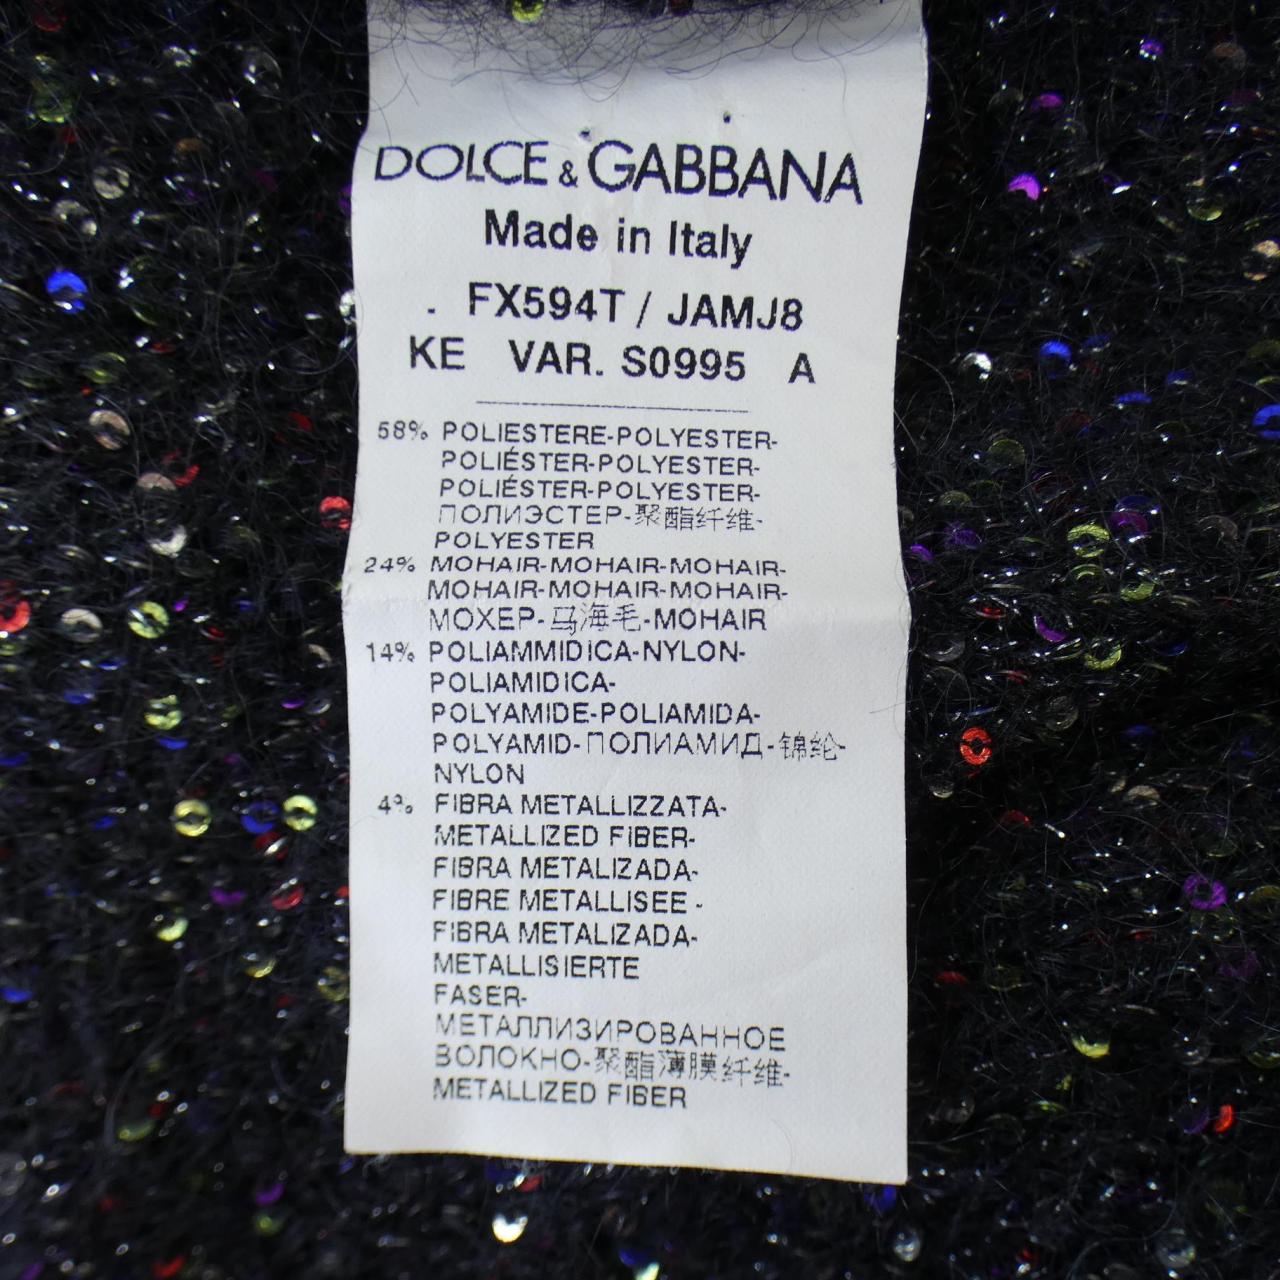 DOLCE & GABBANA
Made in Italy
. FX594T / JAMJ8
KE VAR. S0995 A
58% POLIESTERE-POLYESTER-
POLIÉSTER-POLYESTER-
POLIÉSTER-POLYESTER-
ПОЛИЭСТЕР-聚酯纤维-
POLYESTER
24% MOHAIR-MOHAIR-MOHAIR-
MOHAIR-MOHAIR-MOHAIR-
МОХЕР-马海毛-MOHAIR
14% POLIAMMIDICA-NYLON-
POLIAMIDICA-
POLYAMIDE-POLIAMIDA-
POLYAMID-ПОЛИАМИД-锦纶-
NYLON
4% FIBRA METALLIZZATA-
METALLIZED FIBER-
FIBRA METALIZADA-
FIBRE METALLISEE -
FIBRA METALIZADA-
METALLISIERTE
FASER-
МЕТАЛЛИЗИРОВАННОЕ
ВОЛОКНО-聚酯薄膜纤维-
METALLIZED FIBER